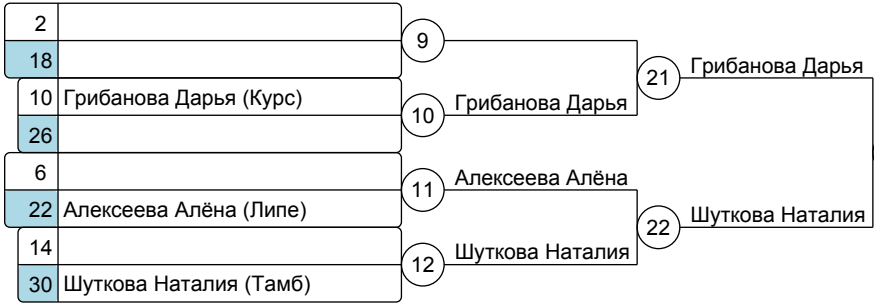 2
18
9
10 Грибанова Дарья (Курс)
26
10
Грибанова Дарья
21
Грибанова Дарья
6
22 Алексеева Алёна (Липе)
11
Алексеева Алёна
14
30 Шуткова Наталия (Тамб)
12
Шуткова Наталия
22
Шуткова Наталия